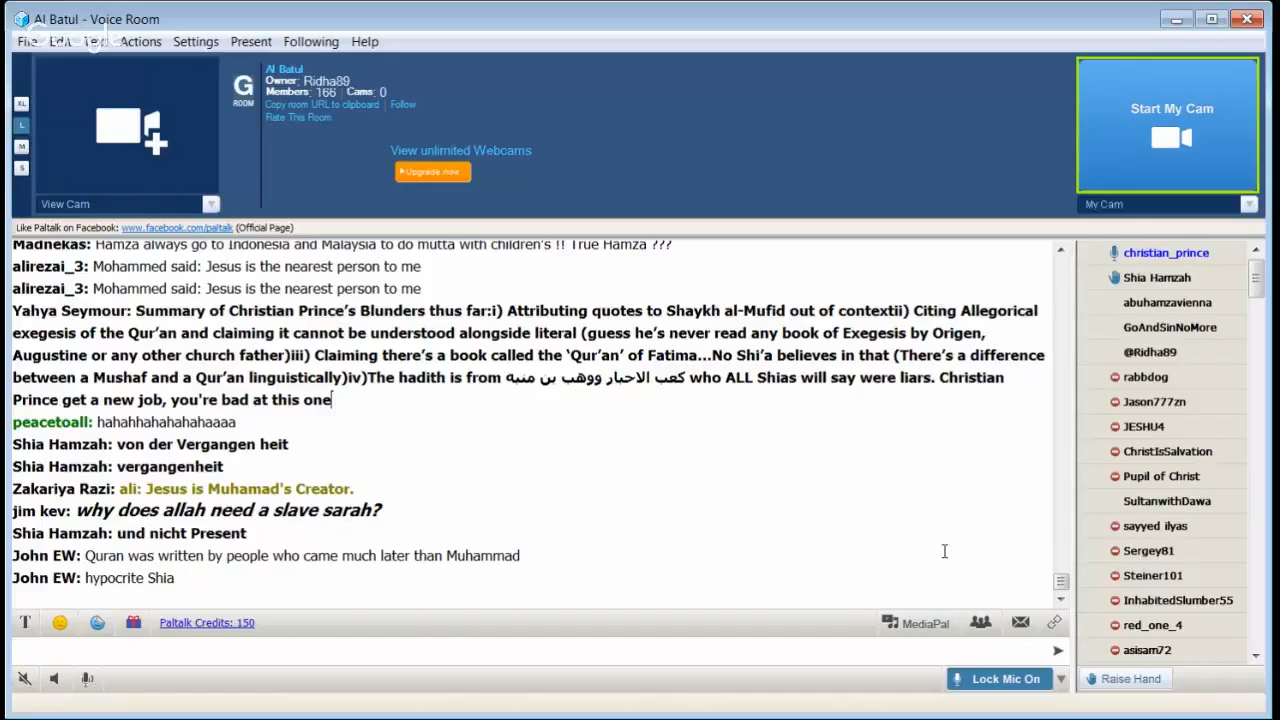 Al Batul - Voice Room
Google
File Edit Text Actions Settings Present Following Help
XL
L
M
S
View Cam
G
ROOM
Al Batul
Owner: Ridha89
Members: 166 Cams: 0
Copy room URL to clipboard | Follow
Rate This Room
View unlimited Webcams
Upgrade now
Start My Cam
My Cam
Like Paltalk on Facebook: www.facebook.com/paltalk (Official Page)
Madnekas: Hamza always go to Indonesia and Malaysia to do mutta with children's !! True Hamza ???
alirezai_3: Mohammed said: Jesus is the nearest person to me
alirezai_3: Mohammed said: Jesus is the nearest person to me
Yahya Seymour: Summary of Christian Prince's Blunders thus far:i) Attributing quotes to Shaykh al-Mufid out of contextii) Citing Allegorical
exegesis of the Qur'an and claiming it cannot be understood alongside literal (guess he's never read any book of Exegesis by Origen,
Augustine or any other church father)iii) Claiming there's a book called the 'Qur'an' of Fatima...No Shi'a believes in that (There's a difference
between a Mushaf and a Qur'an linguistically)iv)The hadith is from كعب الاحبار ووهب بن منبه who ALL Shias will say were liars. Christian
Prince get a new job, you're bad at this one
peacetoall: hahahhahahahahaaaa
Shia Hamzah: von der Vergangen heit
Shia Hamzah: vergangenheit
Zakariya Razi: ali: Jesus is Muhamad's Creator.
jim kev: why does allah need a slave sarah?
Shia Hamzah: und nicht Present
John EW: Quran was written by people who came much later than Muhammad
John EW: hypocrite Shia
T
Paltalk Credits: 150
MediaPal
Lock Mic On
christian_prince
Shia Hamzah
abuhamzavienna
GoAndSinNoMore
@Ridha89
rabbdog
Jason777zn
JESHU4
ChristIsSalvation
Pupil of Christ
SultanwithDawa
sayyed ilyas
Sergey81
Steiner101
InhabitedSlumber55
red_one_4
asisam72
Raise Hand